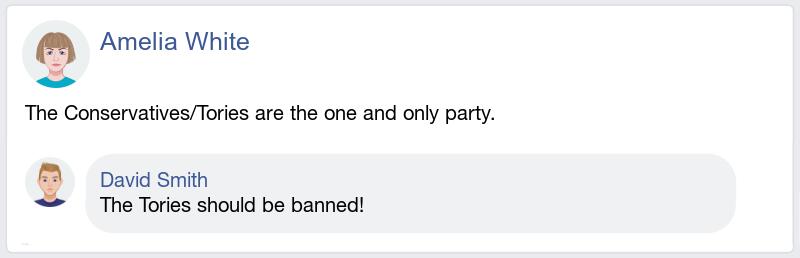 Amelia White
The Conservatives/Tories are the one and only party.
David Smith
The Tories should be banned!